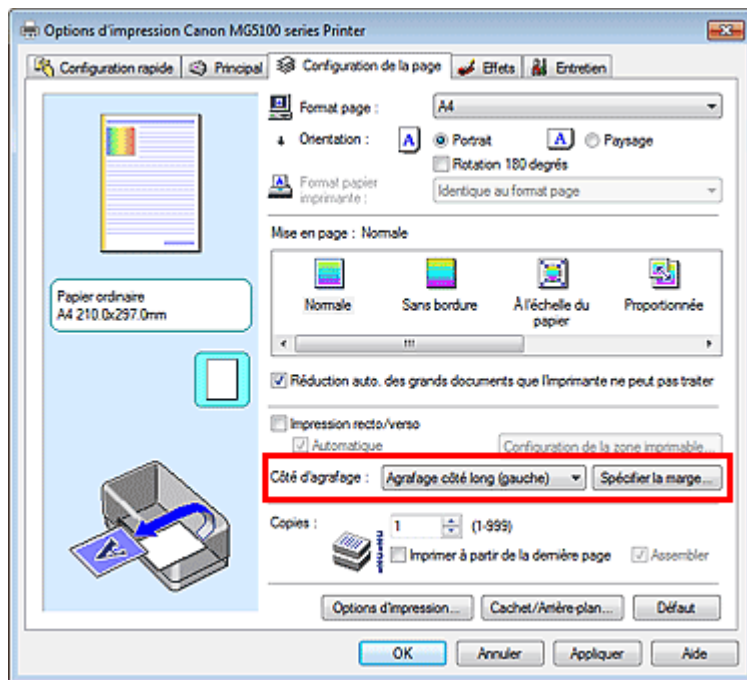 Options d'impression Canon MG5100 series Printer
Configuration rapide Principal Configuration de la page Effets Entretien
Format page : A4
Orientation : A Portrait A Paysage
Rotation 180 degrés
Format papier imprimante : Identique au format page
Mise en page : Normale
Normale Sans bordure À l'échelle du papier Proportionnée
Papier ordinaire
A4 210.0x297.0mm
Réduction auto. des grands documents que l'imprimante ne peut pas traiter
Impression recto/verso
Automatique Configuration de la zone imprimable...
Côté d'agrafage : Agrafage côté long (gauche) Spécifier la marge...
Copies : 1 (1-999)
Imprimer à partir de la dernière page Assembler
Options d'impression... Cachet/Arrière-plan... Défaut
OK Annuler Appliquer Aide